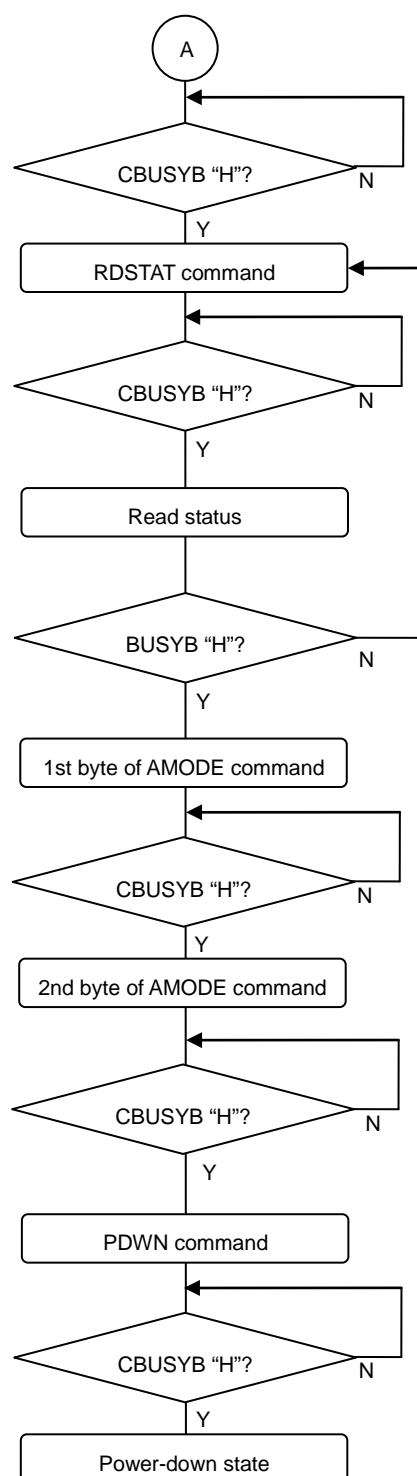 A
CBUSYB “H”?
N
Y
RDSTAT command
CBUSYB “H”?
N
Y
Read status
BUSYB “H”?
N
Y
1st byte of AMODE command
CBUSYB “H”?
N
Y
2nd byte of AMODE command
CBUSYB “H”?
N
Y
PDWN command
CBUSYB “H”?
N
Y
Power-down state